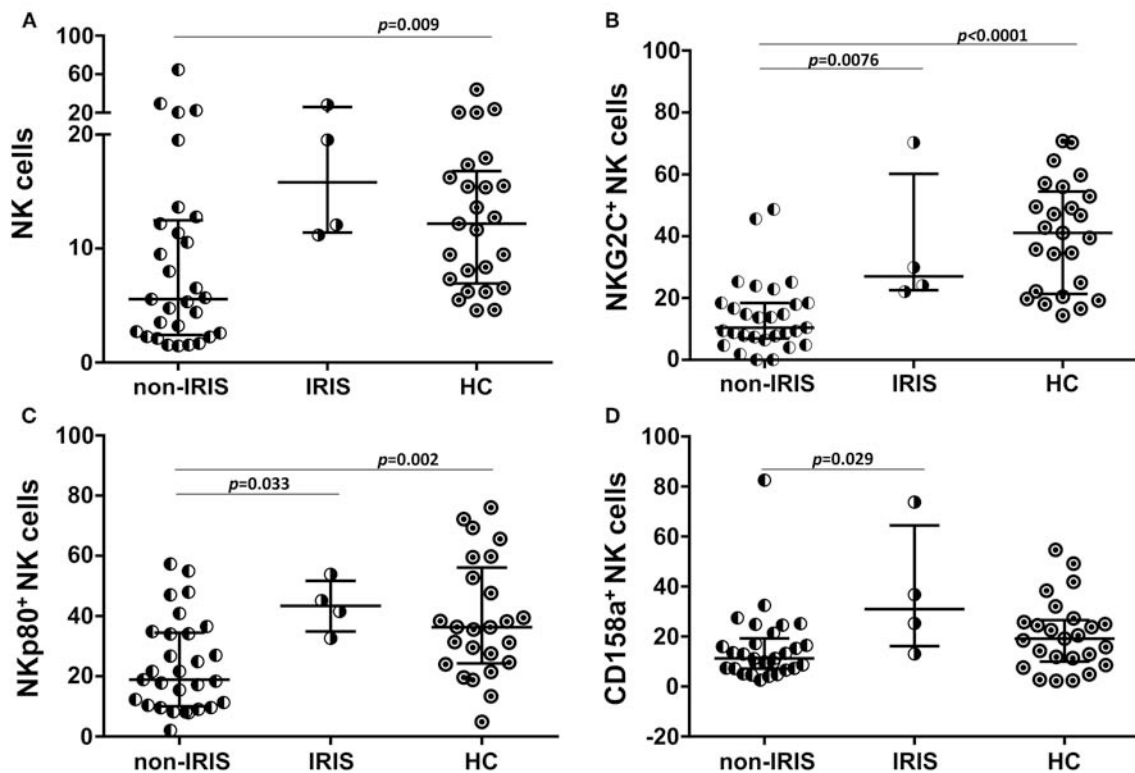 A
p=0.009
NK cells
100
80
60
40
20
20
10
0
non-IRIS IRIS HC
B
p<0.0001
p=0.0076
NKG2C+ NK cells
100
80
60
40
20
0
non-IRIS IRIS HC
C
p=0.002
p=0.033
NKp80+ NK cells
100
80
60
40
20
0
non-IRIS IRIS HC
D
p=0.029
CD158a+ NK cells
100
80
60
40
20
0
-20
non-IRIS IRIS HC